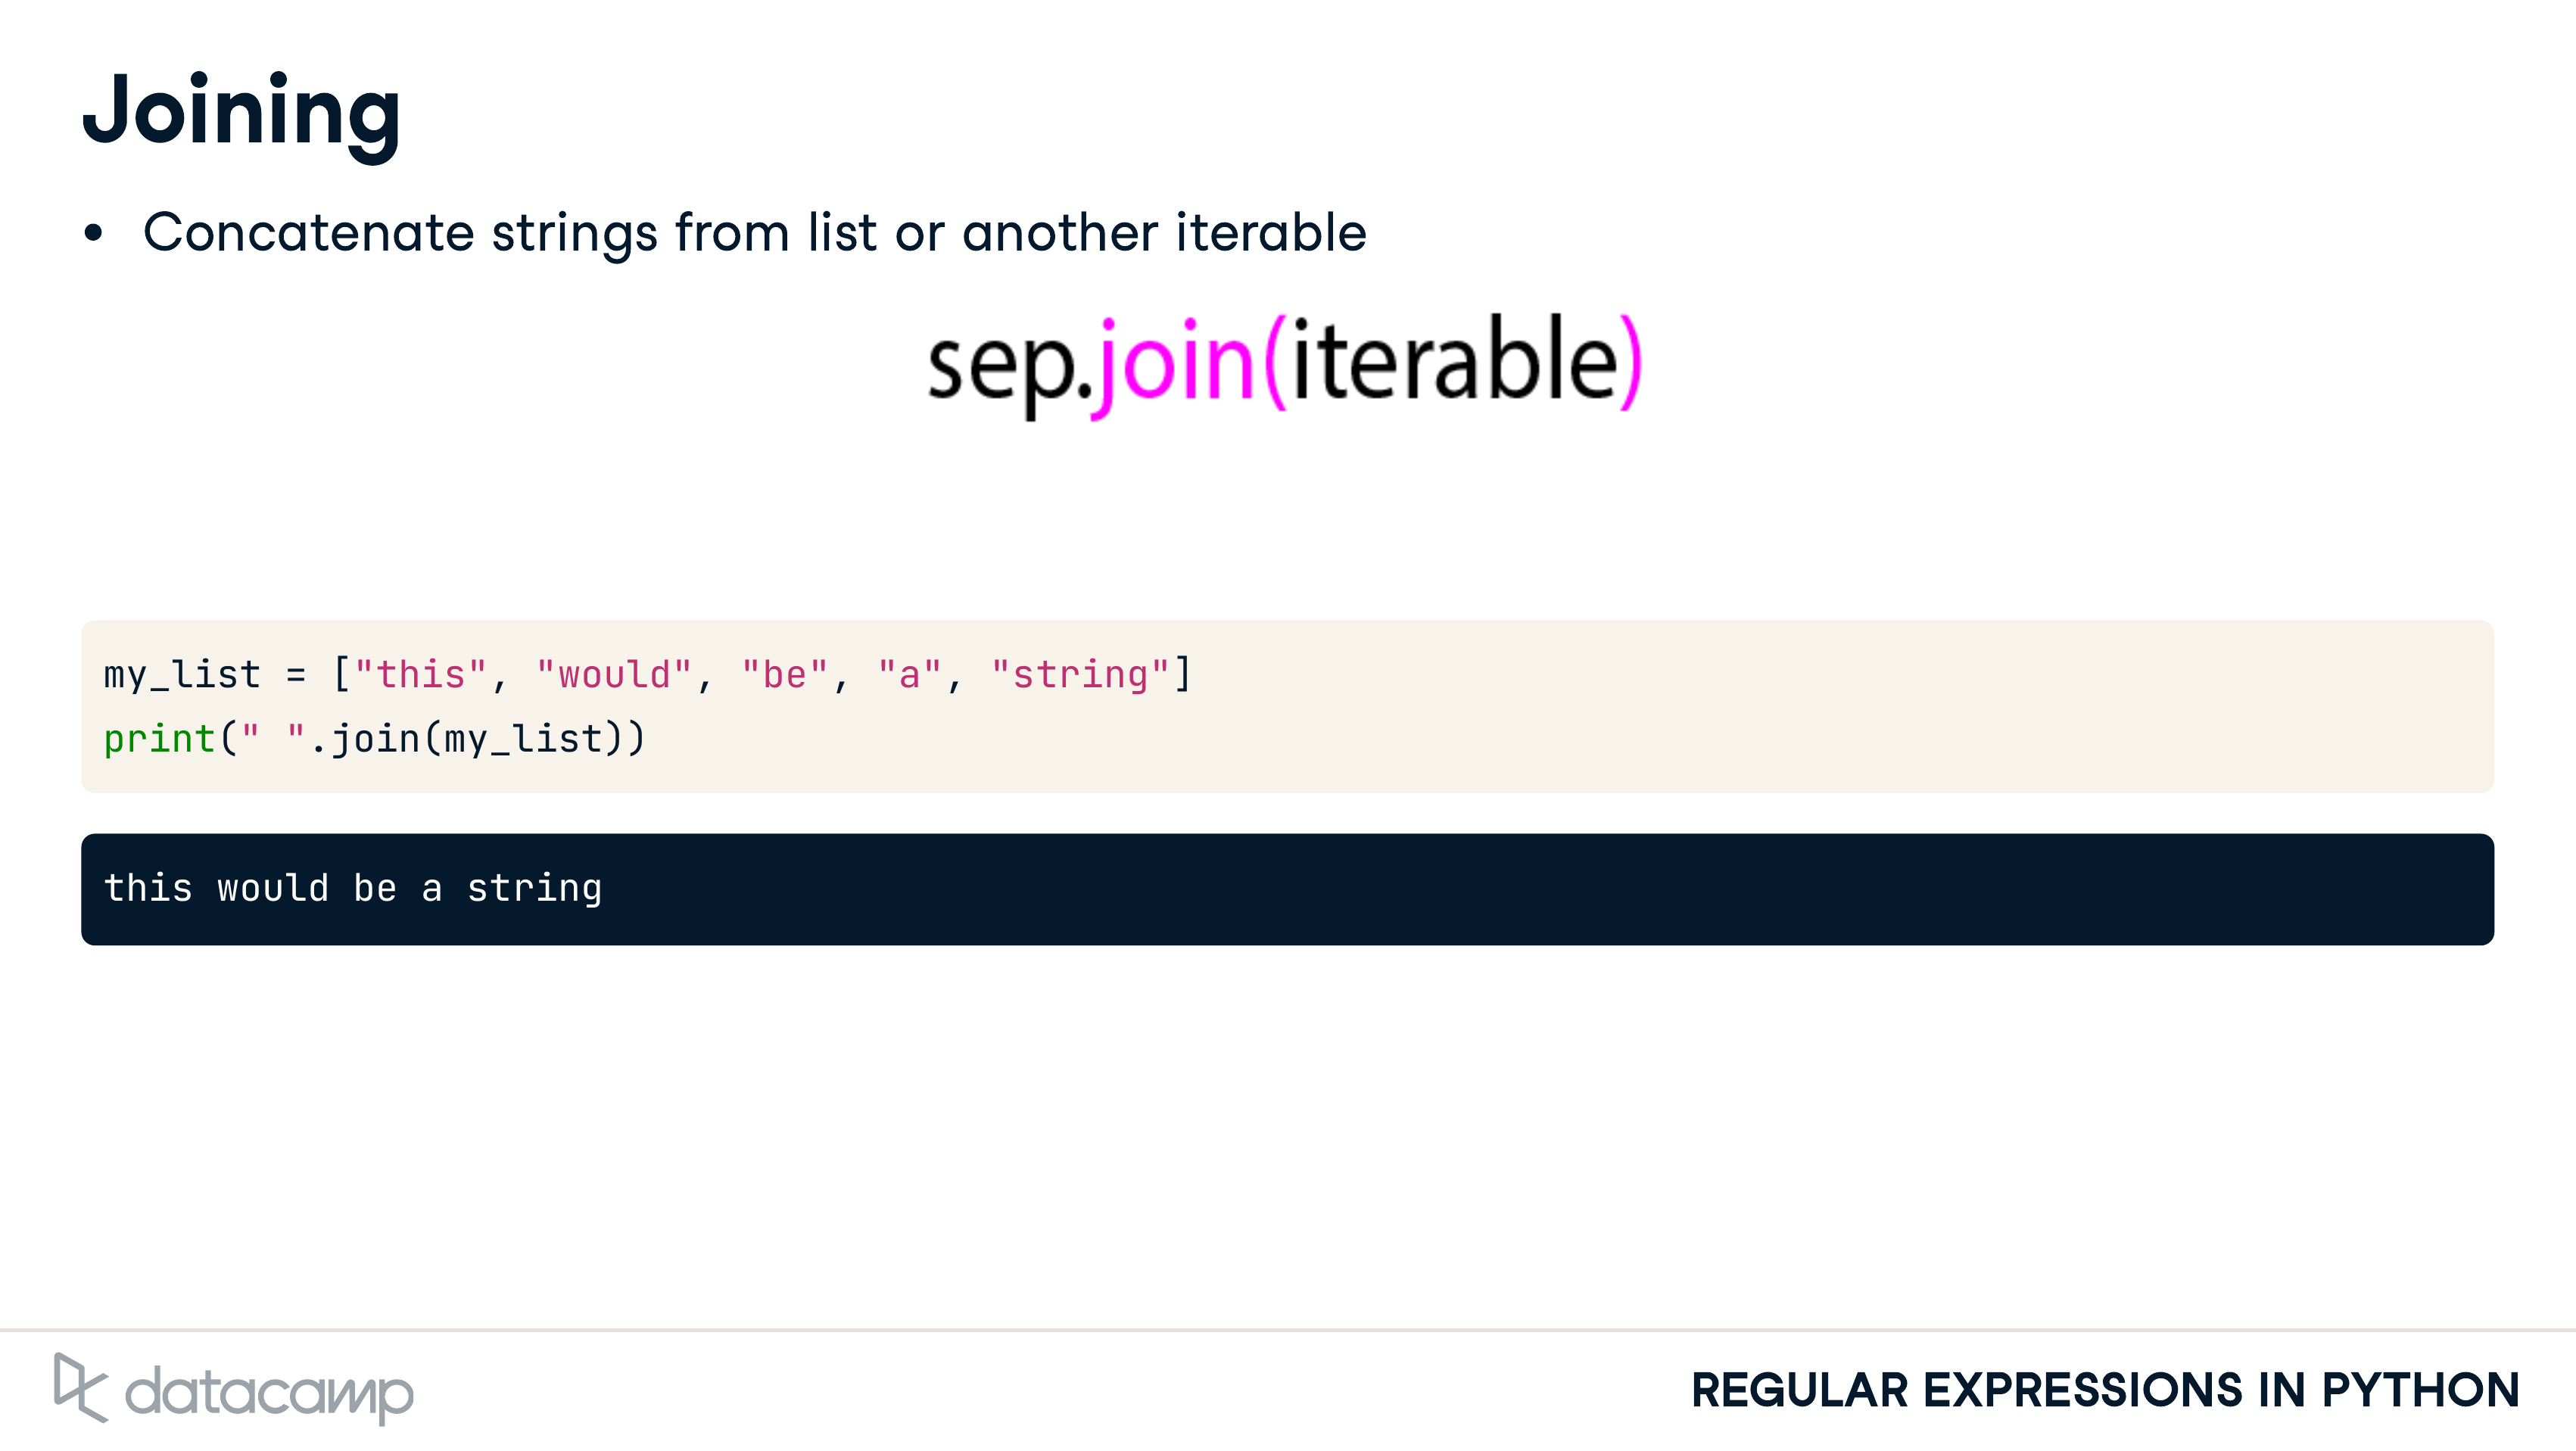 Joining
• Concatenate strings from list or another iterable
sep.join(iterable)
my_list = ["this", "would", "be", "a", "string"]
print(" ".join(my_list))
this would be a string
datacamp
REGULAR EXPRESSIONS IN PYTHON